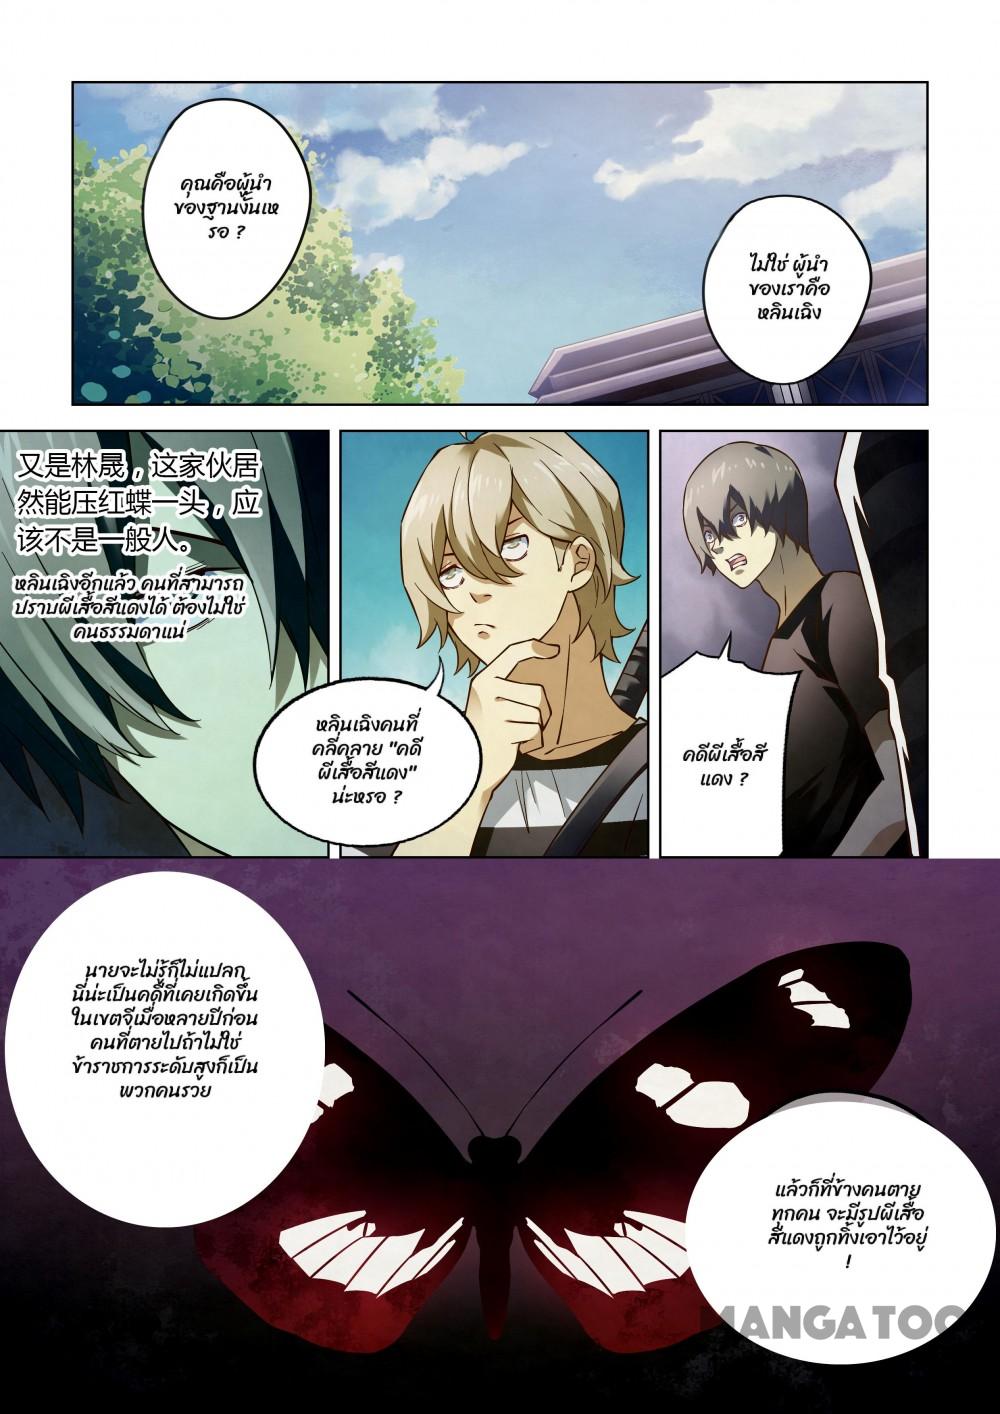 คุณคือผู้นำ
ของฐานงั้นเห
รอ ?
ไม่ใช่ ผู้นำ
ของเราคือ
หลินเฉิง
又是林晟，这家伙居
然能压红蝶一头，应
该不是一般人。
หลินเฉิงอีกแล้ว คนที่สามารถ
ปราบผีเสื้อสีแดงได้ ต้องไม่ใช่
คนธรรมดาแน่
หลินเฉิงคนที่
คลี่คลาย "คดี
ผีเสื้อสีแดง"
น่ะหรอ ?
คดีผีเสื้อสี
แดง ?
นายจะไม่รู้ก็ไม่แปลก
นี่น่ะเป็นคดีที่เคยเกิดขึ้น
ในเขตจีเมื่อหลายปีก่อน
คนที่ตายไปถ้าไม่ใช่
ข้าราชการระดับสูงก็เป็น
พวกคนรวย
แล้วก็ที่ข้างคนตาย
ทุกคน จะมีรูปผีเสื้อ
สีแดงถูกทิ้งเอาไว้อยู่
!
MANGA TOO